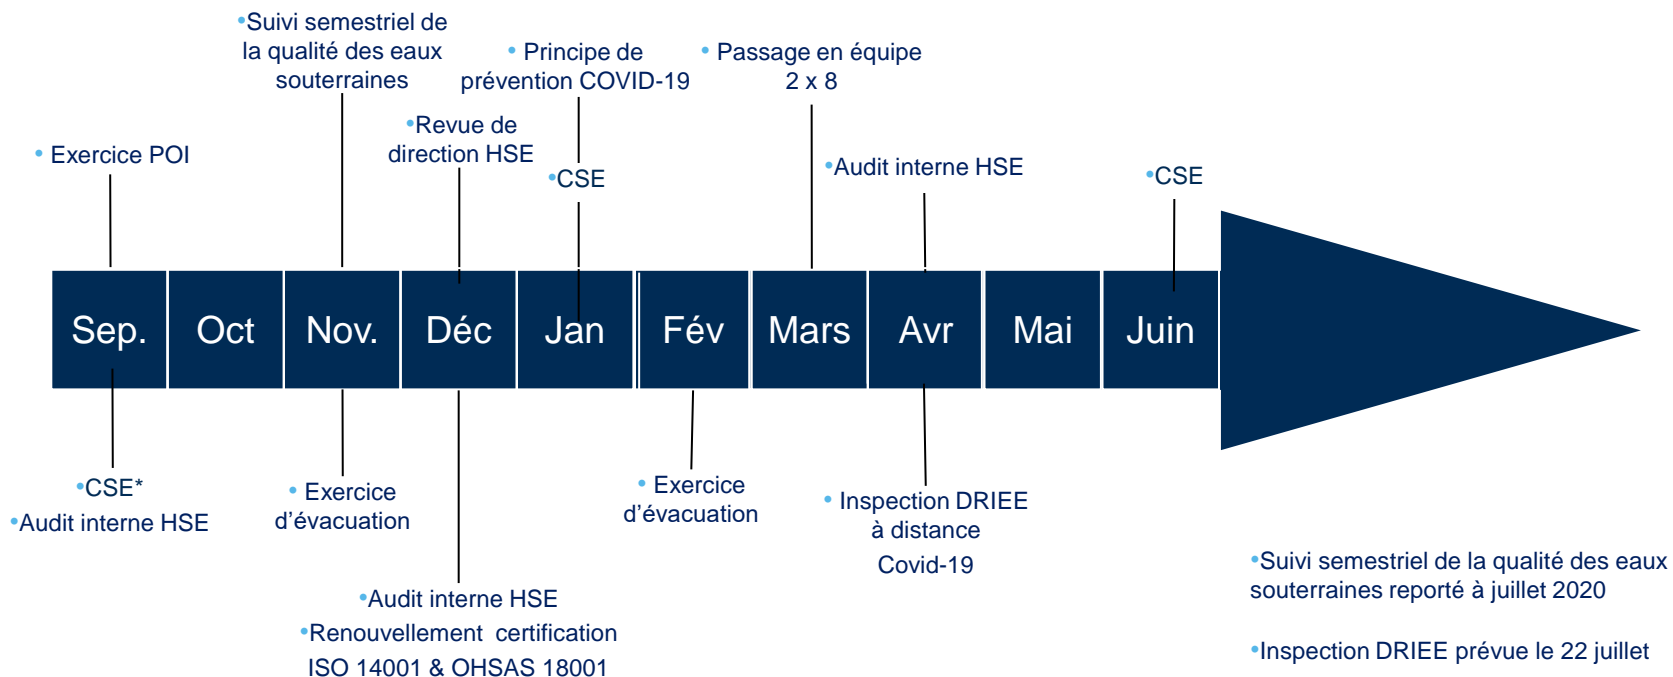 •Suivi semestriel de
la qualité des eaux
souterraines
• Principe de
prévention COVID-19
• Passage en équipe
2 x 8
• Exercice POI
•Revue de
direction HSE
•CSE
•Audit interne HSE
•CSE
Sep.
Oct
Nov.
Déc
Jan
Fév
Mars
Avr
Mai
Juin
•CSE*
•Audit interne HSE
• Exercice
d’évacuation
•Audit interne HSE
•Renouvellement certification
ISO 14001 & OHSAS 18001
• Exercice
d’évacuation
• Inspection DRIEE
à distance
Covid-19
•Suivi semestriel de la qualité des eaux
souterraines reporté à juillet 2020
•Inspection DRIEE prévue le 22 juillet